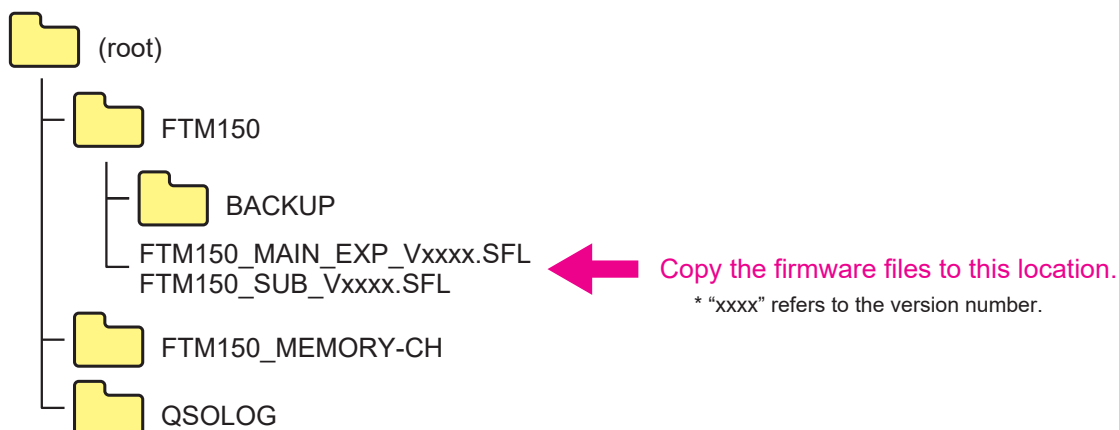 (root)
FTM150
BACKUP
FTM150_MAIN_EXP_Vxxxx.SFL
FTM150_SUB_Vxxxx.SFL
Copy the firmware files to this location.
* “xxxx” refers to the version number.
FTM150_MEMORY-CH
QSOLOG